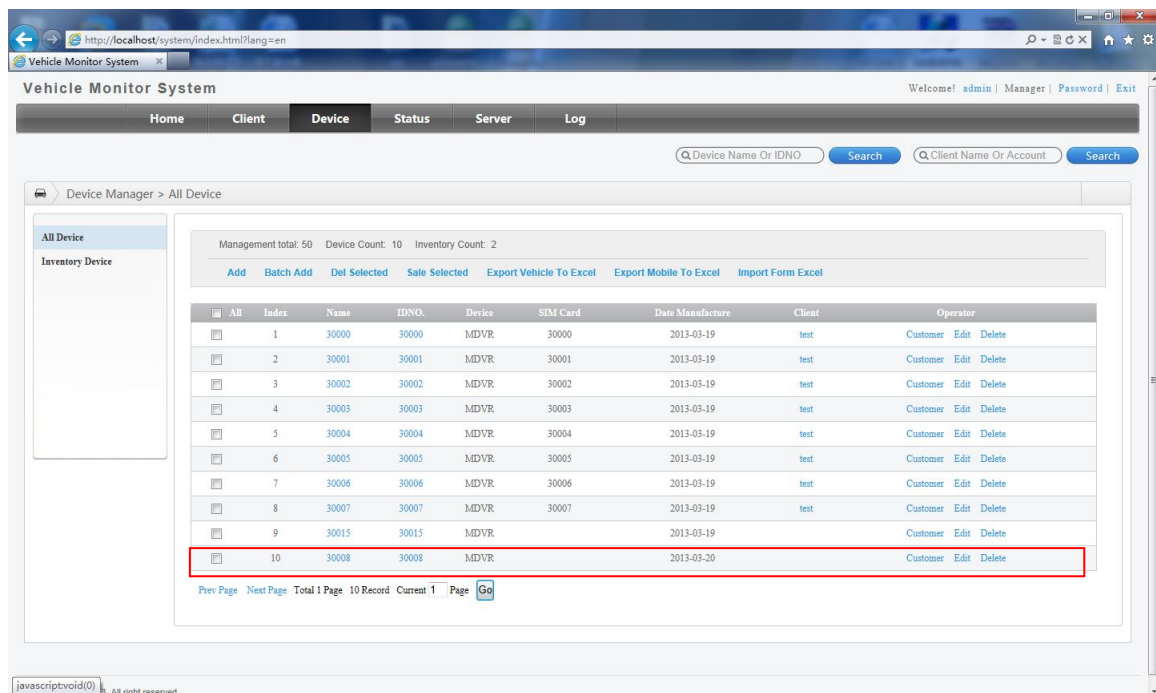 http://localhost/system/index.html?lang=en
Vehicle Monitor System
Vehicle Monitor System
Welcome! admin | Manager | Password | Exit
Home Client Device Status Server Log
Device Name Or IDNO Search Client Name Or Account Search
Device Manager > All Device
All Device
Inventory Device
Management total: 50 Device Count: 10 Inventory Count: 2
Add Batch Add Del Selected Sale Selected Export Vehicle To Excel Export Mobile To Excel Import Form Excel
All Index Name IDNO. Device SIM Card Date Manufacture Client Operator
1 30000 30000 MDVR 30000 2013-03-19 test Customer Edit Delete
2 30001 30001 MDVR 30001 2013-03-19 test Customer Edit Delete
3 30002 30002 MDVR 30002 2013-03-19 test Customer Edit Delete
4 30003 30003 MDVR 30003 2013-03-19 test Customer Edit Delete
5 30004 30004 MDVR 30004 2013-03-19 test Customer Edit Delete
6 30005 30005 MDVR 30005 2013-03-19 test Customer Edit Delete
7 30006 30006 MDVR 30006 2013-03-19 test Customer Edit Delete
8 30007 30007 MDVR 30007 2013-03-19 test Customer Edit Delete
9 30015 30015 MDVR 2013-03-19 Customer Edit Delete
10 30008 30008 MDVR 2013-03-20 Customer Edit Delete
Prev Page Next Page Total 1 Page 10 Record Current 1 Page Go
javascript:void(0)
All right reserved